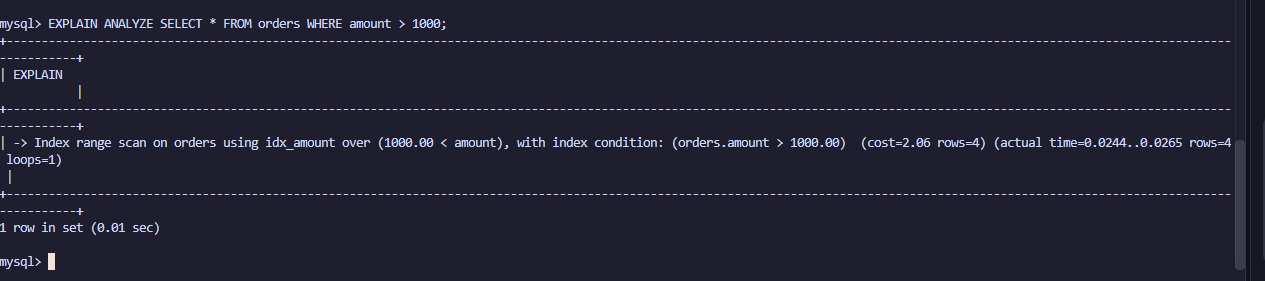 mysql> EXPLAIN ANALYZE SELECT * FROM orders WHERE amount > 1000;
+-----------------------------------------------------------------------------------------------------------------------------------------------------------------
-----------+
| EXPLAIN
           |
+-----------------------------------------------------------------------------------------------------------------------------------------------------------------
-----------+
| -> Index range scan on orders using idx_amount over (1000.00 < amount), with index condition: (orders.amount > 1000.00)  (cost=2.06 rows=4) (actual time=0.0244..0.0265 rows=4
 loops=1)
 |
+-----------------------------------------------------------------------------------------------------------------------------------------------------------------
-----------+
1 row in set (0.01 sec)
mysql>